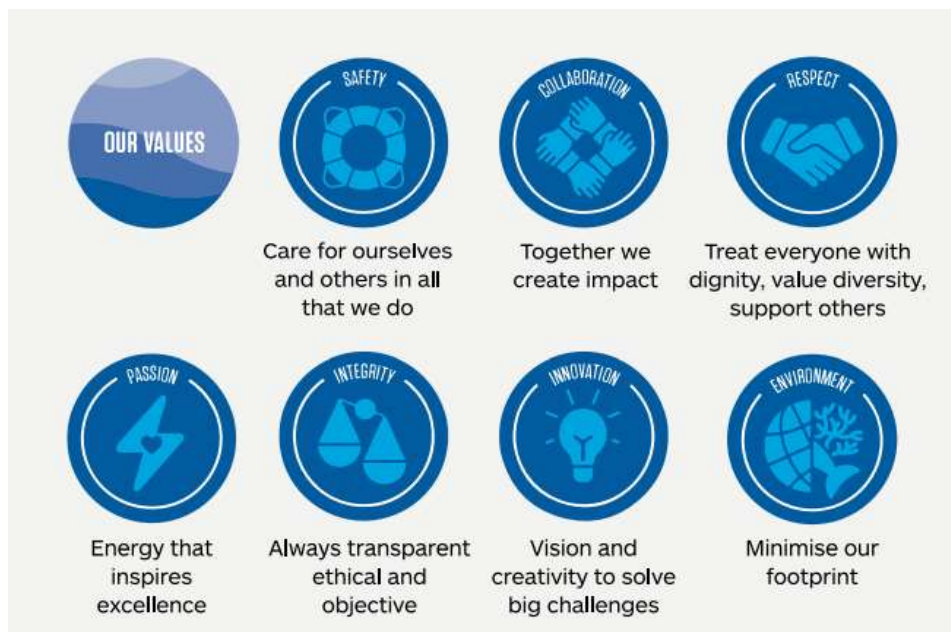 OUR VALUES
SAFETY
Care for ourselves
and others in all
that we do
COLLABORATION
Together we
create impact
RESPECT
Treat everyone with
dignity, value diversity,
support others
PASSION
Energy that
inspires
excellence
INTEGRITY
Always transparent
ethical and
objective
INNOVATION
Vision and
creativity to solve
big challenges
ENVIRONMENT
Minimise our
footprint